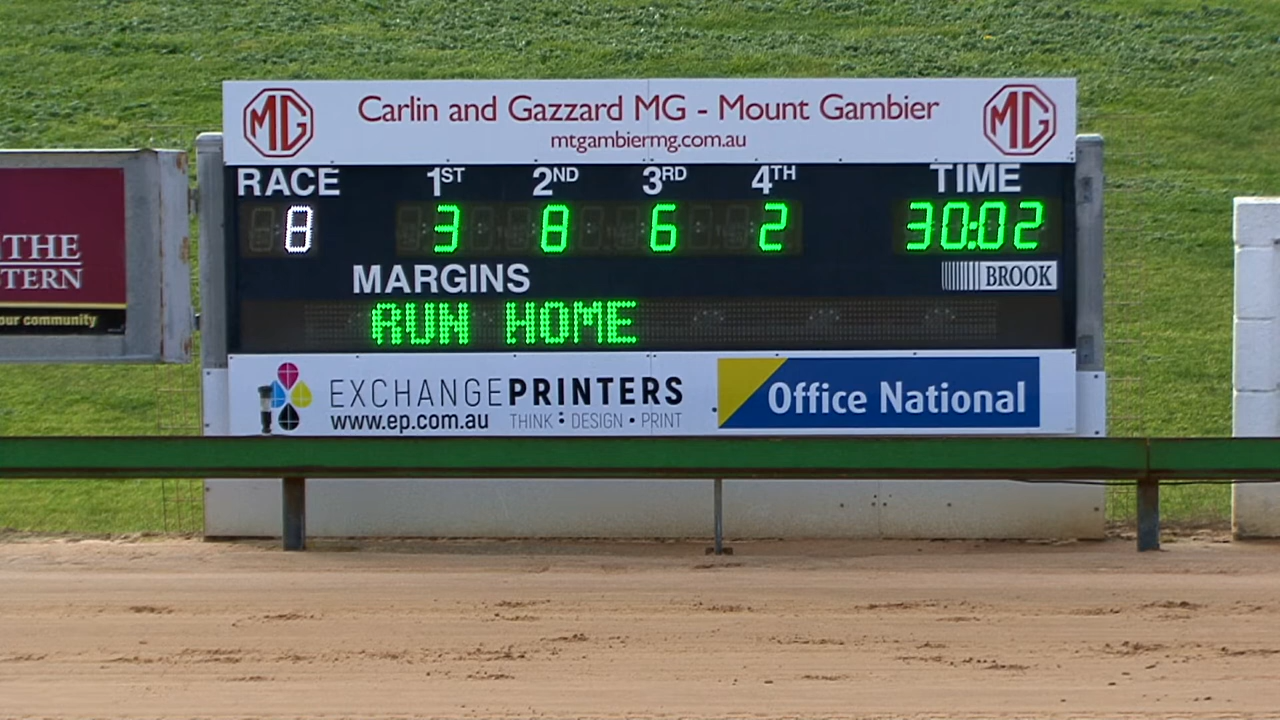 MG Carlin and Gazzard MG - Mount Gambier MG
mtgambiermg.com.au
RACE 1ST 2ND 3RD 4TH TIME
8 3 8 6 2 30:02
MARGINS BROOK
RUN HOME
EXCHANGEPRINTERS
www.ep.com.au THINK : DESIGN • PRINT
Office National
THE
STERN
our community